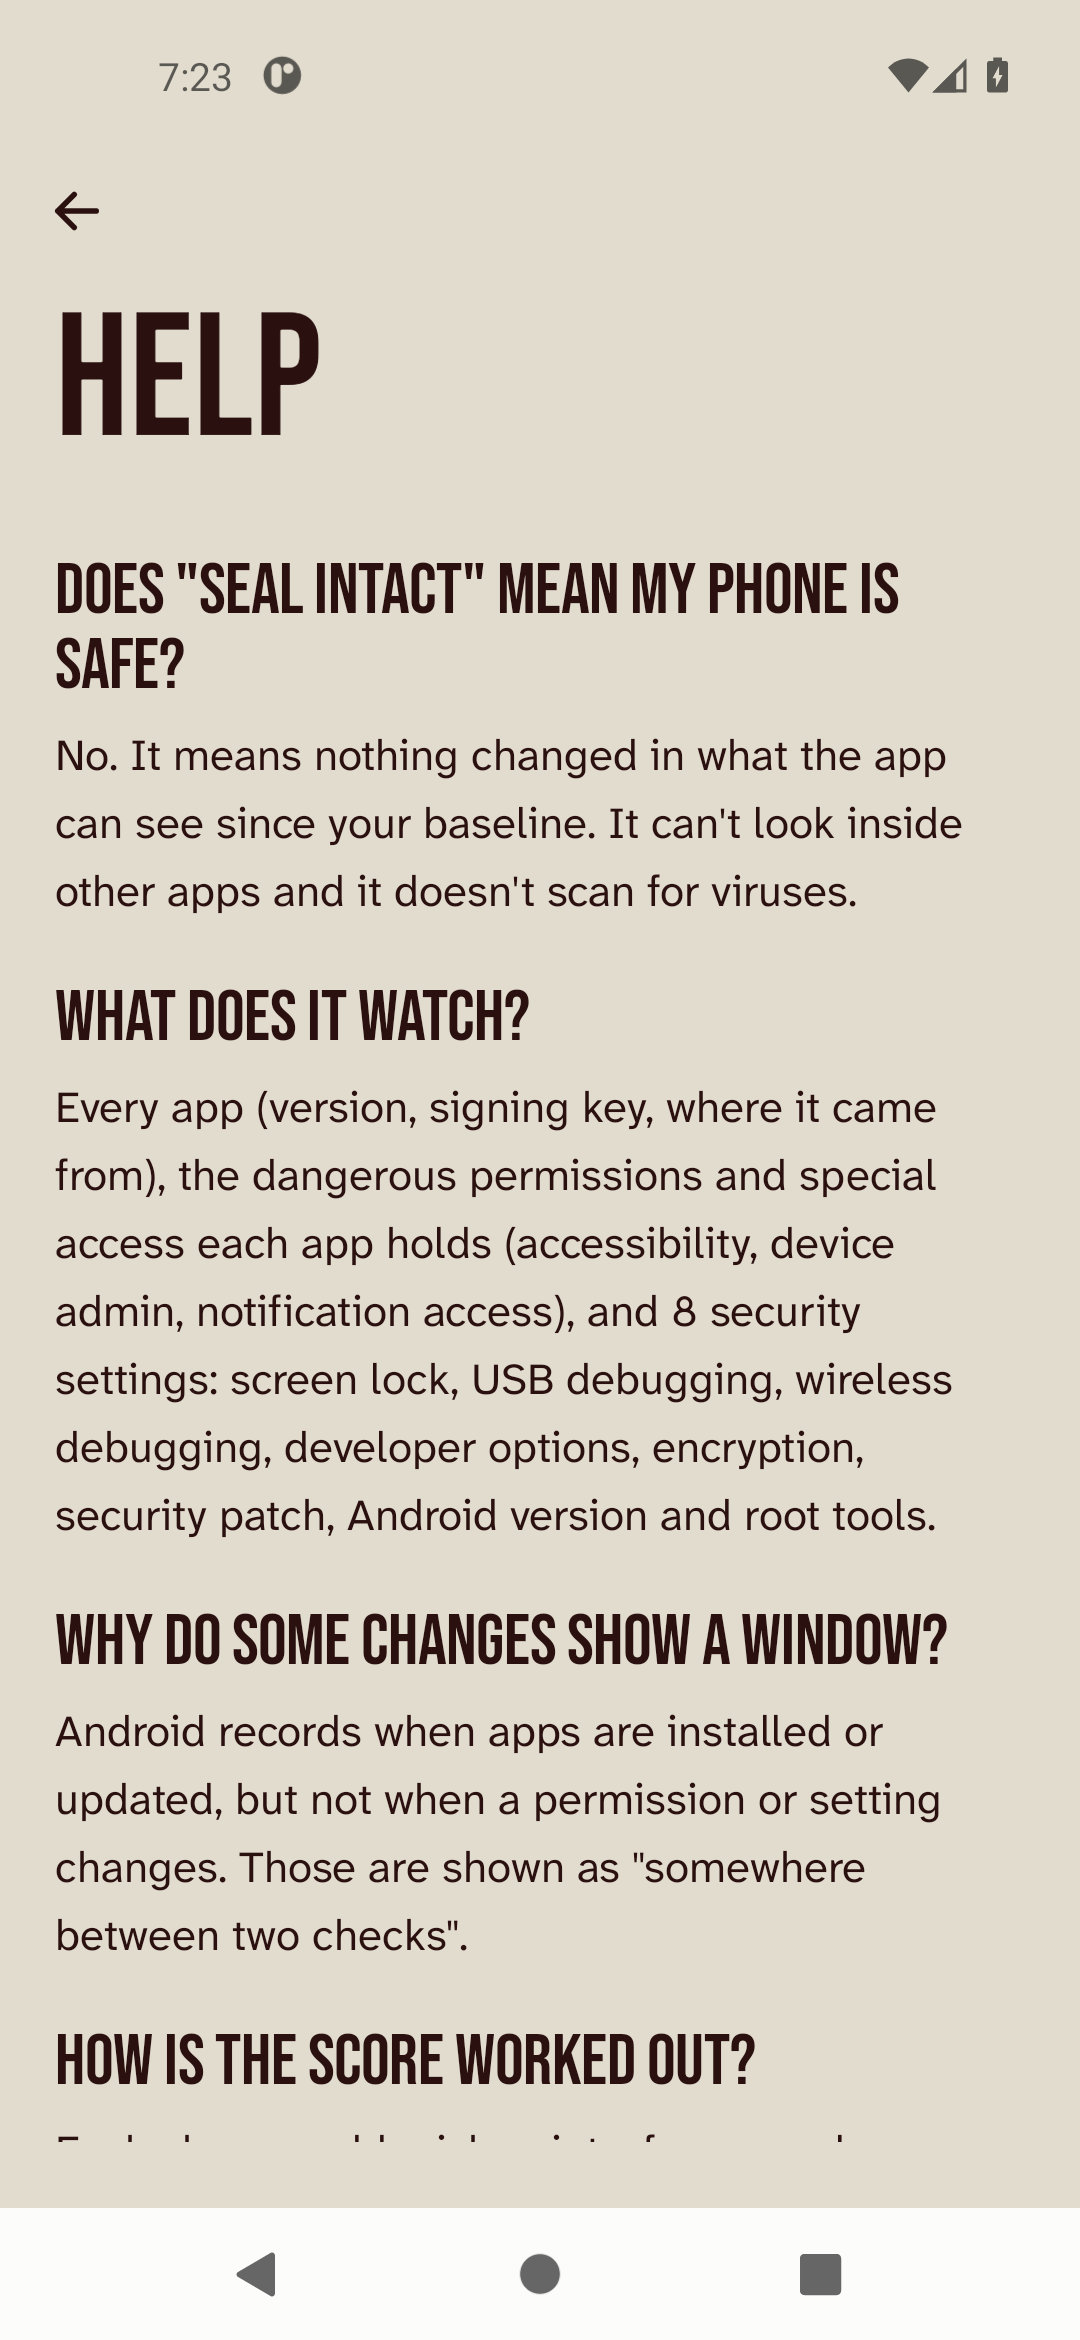 7:23
HELP
DOES "SEAL INTACT" MEAN MY PHONE IS
SAFE?
No. It means nothing changed in what the app
can see since your baseline. It can't look inside
other apps and it doesn't scan for viruses.
WHAT DOES IT WATCH?
Every app (version, signing key, where it came
from), the dangerous permissions and special
access each app holds (accessibility, device
admin, notification access), and 8 security
settings: screen lock, USB debugging, wireless
debugging, developer options, encryption,
security patch, Android version and root tools.
WHY DO SOME CHANGES SHOW A WINDOW?
Android records when apps are installed or
updated, but not when a permission or setting
changes. Those are shown as "somewhere
between two checks".
HOW IS THE SCORE WORKED OUT?